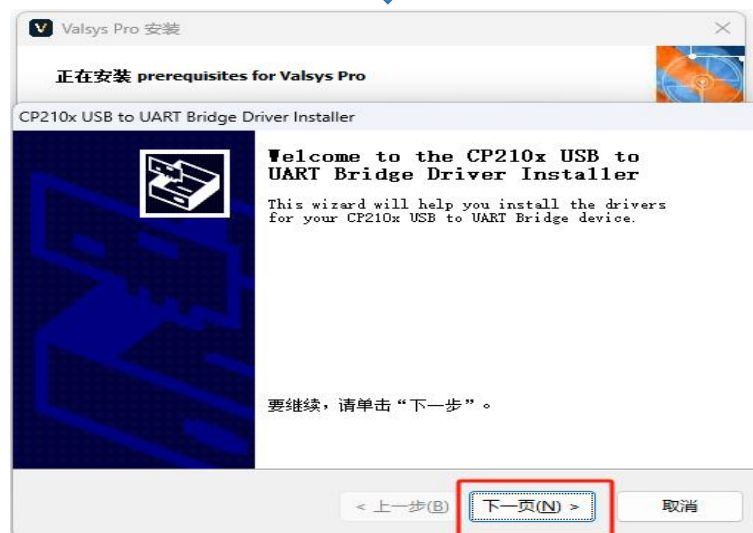 Valsys Pro 安装
正在安装 prerequisites for Valsys Pro
CP210x USB to UART Bridge Driver Installer
Welcome to the CP210x USB to
UART Bridge Driver Installer
This wizard will help you install the drivers
for your CP210x USB to UART Bridge device.
要继续，请单击“下一步”。
< 上一步(B)
下一页(N) >
取消